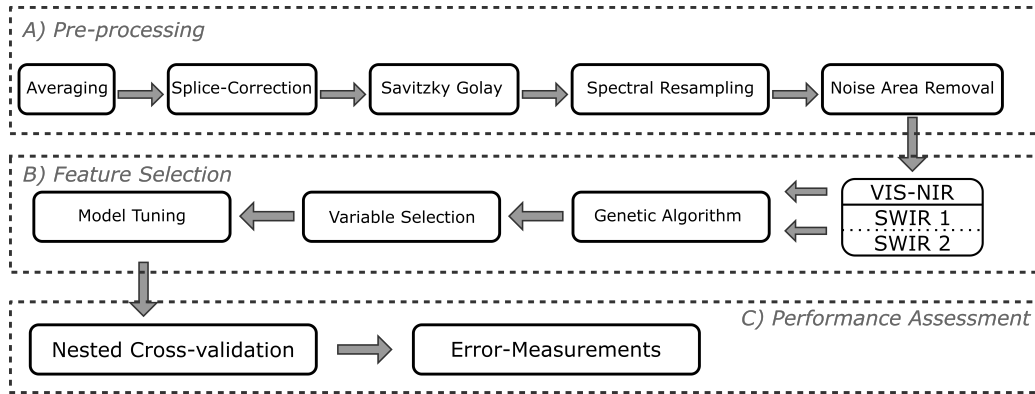 A) Pre-processing
Averaging
Splice-Correction
Savitzky Golay
Spectral Resampling
Noise Area Removal
B) Feature Selection
Model Tuning
Variable Selection
Genetic Algorithm
VIS-NIR
SWIR 1
SWIR 2
C) Performance Assessment
Nested Cross-validation
Error-Measurements